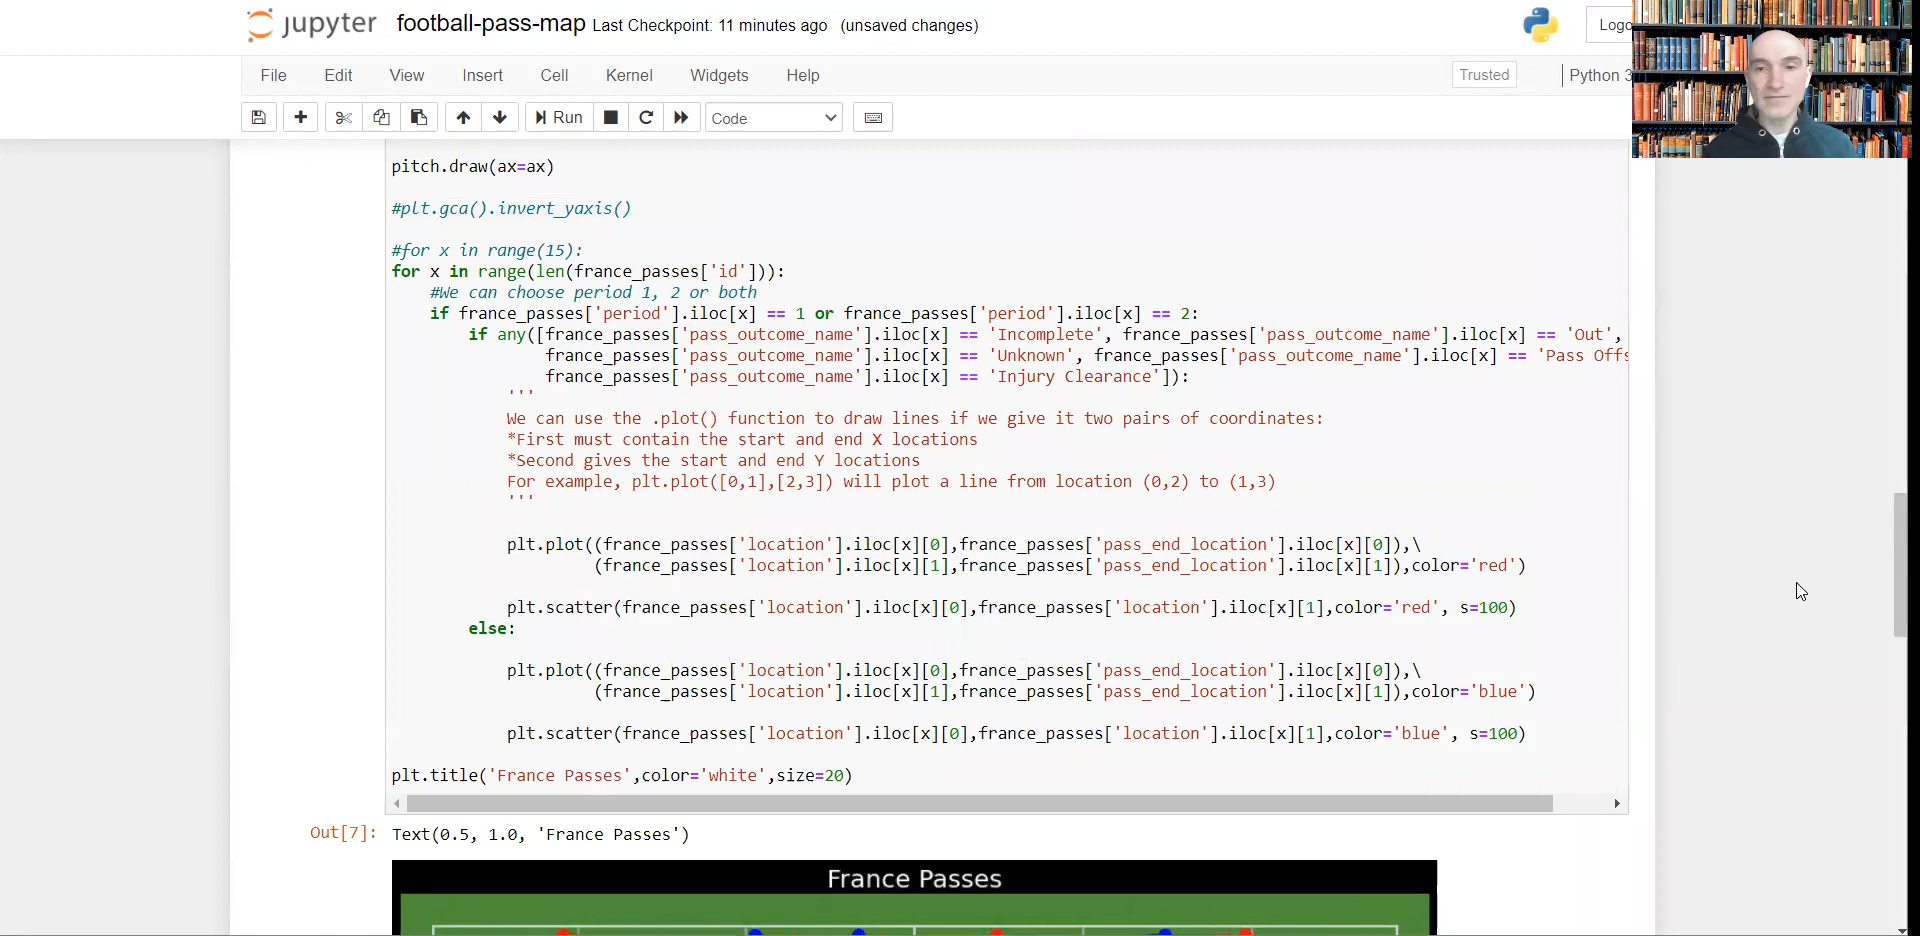 jupyter football-pass-map Last Checkpoint: 11 minutes ago (unsaved changes) Logo
File Edit View Insert Cell Kernel Widgets Help Trusted Python 3
Run Code
pitch.draw(ax=ax)
#plt.gca().invert_yaxis()
#for x in range(15):
for x in range(len(france_passes['id'])):
#We can choose period 1, 2 or both
if france_passes['period'].iloc[x] == 1 or france_passes['period'].iloc[x] == 2:
if any([france_passes['pass_outcome_name'].iloc[x] == 'Incomplete', france_passes['pass_outcome_name'].iloc[x] == 'Out',
france_passes['pass_outcome_name'].iloc[x] == 'Unknown', france_passes['pass_outcome_name'].iloc[x] == 'Pass Offs
france_passes['pass_outcome_name'].iloc[x] == 'Injury Clearance']):
'''
We can use the .plot() function to draw lines if we give it two pairs of coordinates:
*First must contain the start and end X locations
*Second gives the start and end Y locations
For example, plt.plot([0,1],[2,3]) will plot a line from location (0,2) to (1,3)
'''
plt.plot((france_passes['location'].iloc[x][0],france_passes['pass_end_location'].iloc[x][0]),\
(france_passes['location'].iloc[x][1],france_passes['pass_end_location'].iloc[x][1]),color='red')
plt.scatter(france_passes['location'].iloc[x][0],france_passes['location'].iloc[x][1],color='red', s=100)
else:
plt.plot((france_passes['location'].iloc[x][0],france_passes['pass_end_location'].iloc[x][0]),\
(france_passes['location'].iloc[x][1],france_passes['pass_end_location'].iloc[x][1]),color='blue')
plt.scatter(france_passes['location'].iloc[x][0],france_passes['location'].iloc[x][1],color='blue', s=100)
plt.title('France Passes',color='white',size=20)
Out[7]: Text(0.5, 1.0, 'France Passes')
France Passes